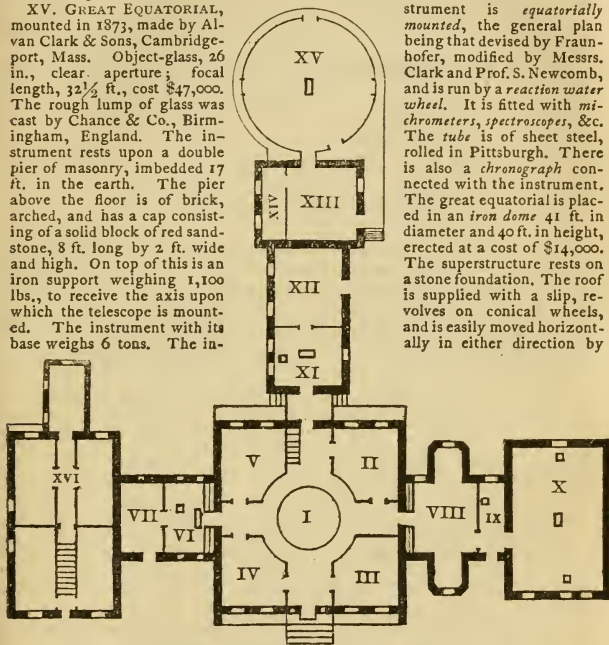 XV. GREAT EQUATORIAL,
mounted in 1873, made by Al-
van Clark & Sons, Cambridge-
port, Mass. Object-glass, 26
in., clear aperture; focal
length, 32½ ft., cost $47,000.
The rough lump of glass was
cast by Chance & Co., Birm-
ingham, England. The in-
strument rests upon a double
pier of masonry, imbedded 17
ft. in the earth. The pier
above the floor is of brick,
arched, and has a cap consist-
ing of a solid block of red sand-
stone, 8 ft. long by 2 ft. wide
and high. On top of this is an
iron support weighing 1,100
lbs., to receive the axis upon
which the telescope is mount-
ed. The instrument with its
base weighs 6 tons. The in-
strument is equatorially
mounted, the general plan
being that devised by Fraun-
hofer, modified by Messrs.
Clark and Prof. S. Newcomb,
and is run by a reaction water
wheel. It is fitted with mi-
chrometers, spectroscopes, &c.
The tube is of sheet steel,
rolled in Pittsburgh. There
is also a chronograph con-
nected with the instrument.
The great equatorial is plac-
ed in an iron dome 41 ft. in
diameter and 40 ft. in height,
erected at a cost of $14,000.
The superstructure rests on
a stone foundation. The roof
is supplied with a slip, re-
volves on conical wheels,
and is easily moved horizont-
ally in either direction by
XV
XIV
XIII
XII
XI
XVI
V
II
VII
VI
I
VIII
IX
X
IV
III